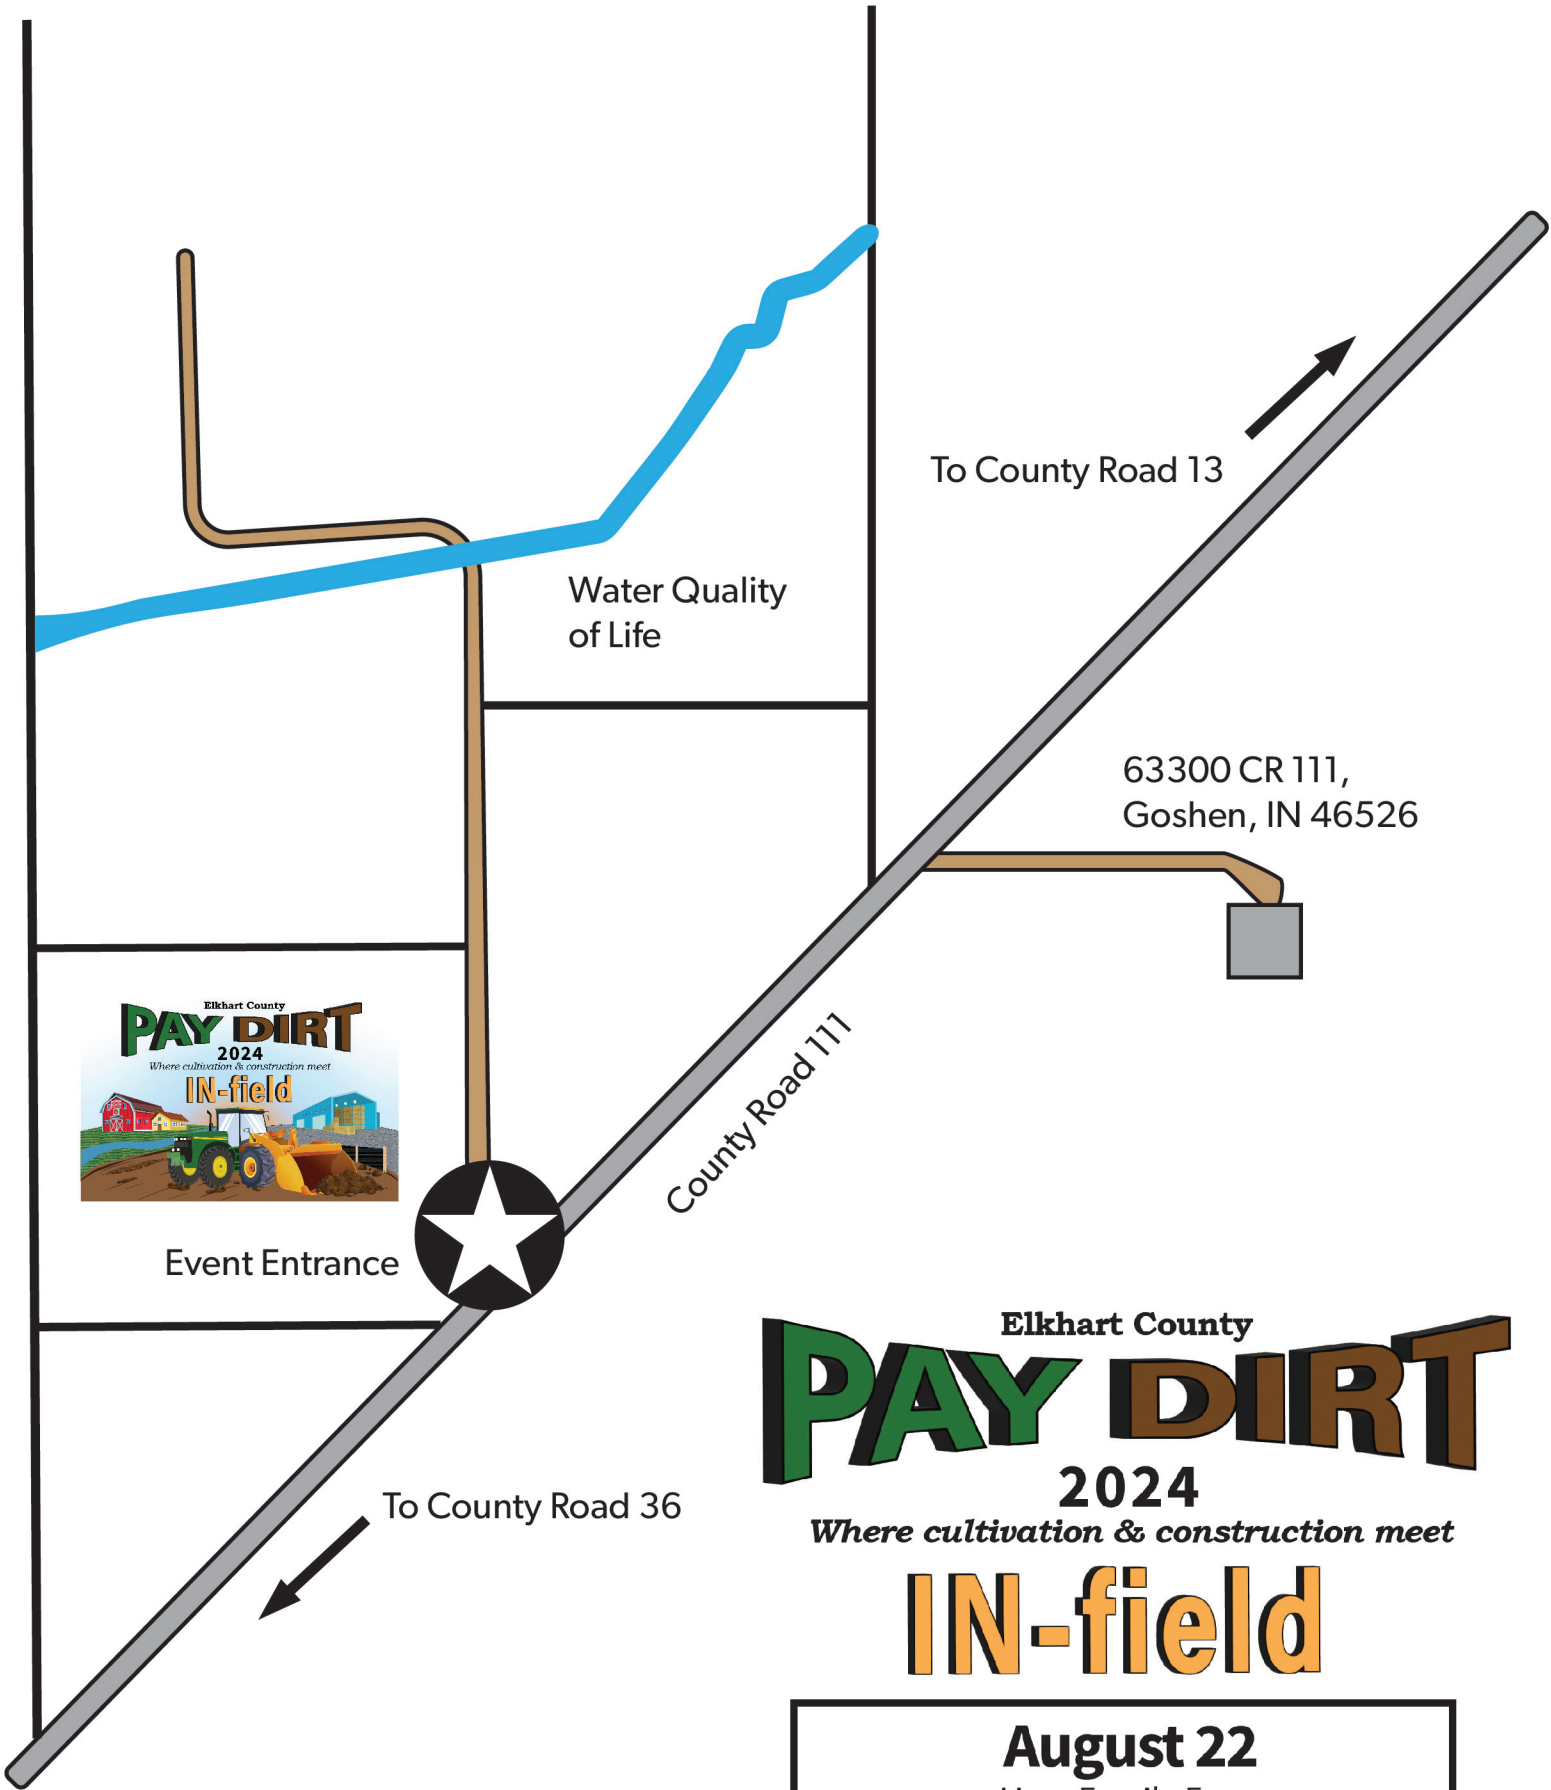 To County Road 13
Water Quality
of Life
63300 CR 111,
Goshen, IN 46526
Elkhart County
PAY DIRT
2024
Where cultivation & construction meet
IN-field
County Road 111
Event Entrance
To County Road 36
Elkhart County
PAY DIRT
2024
Where cultivation & construction meet
IN-field
August 22